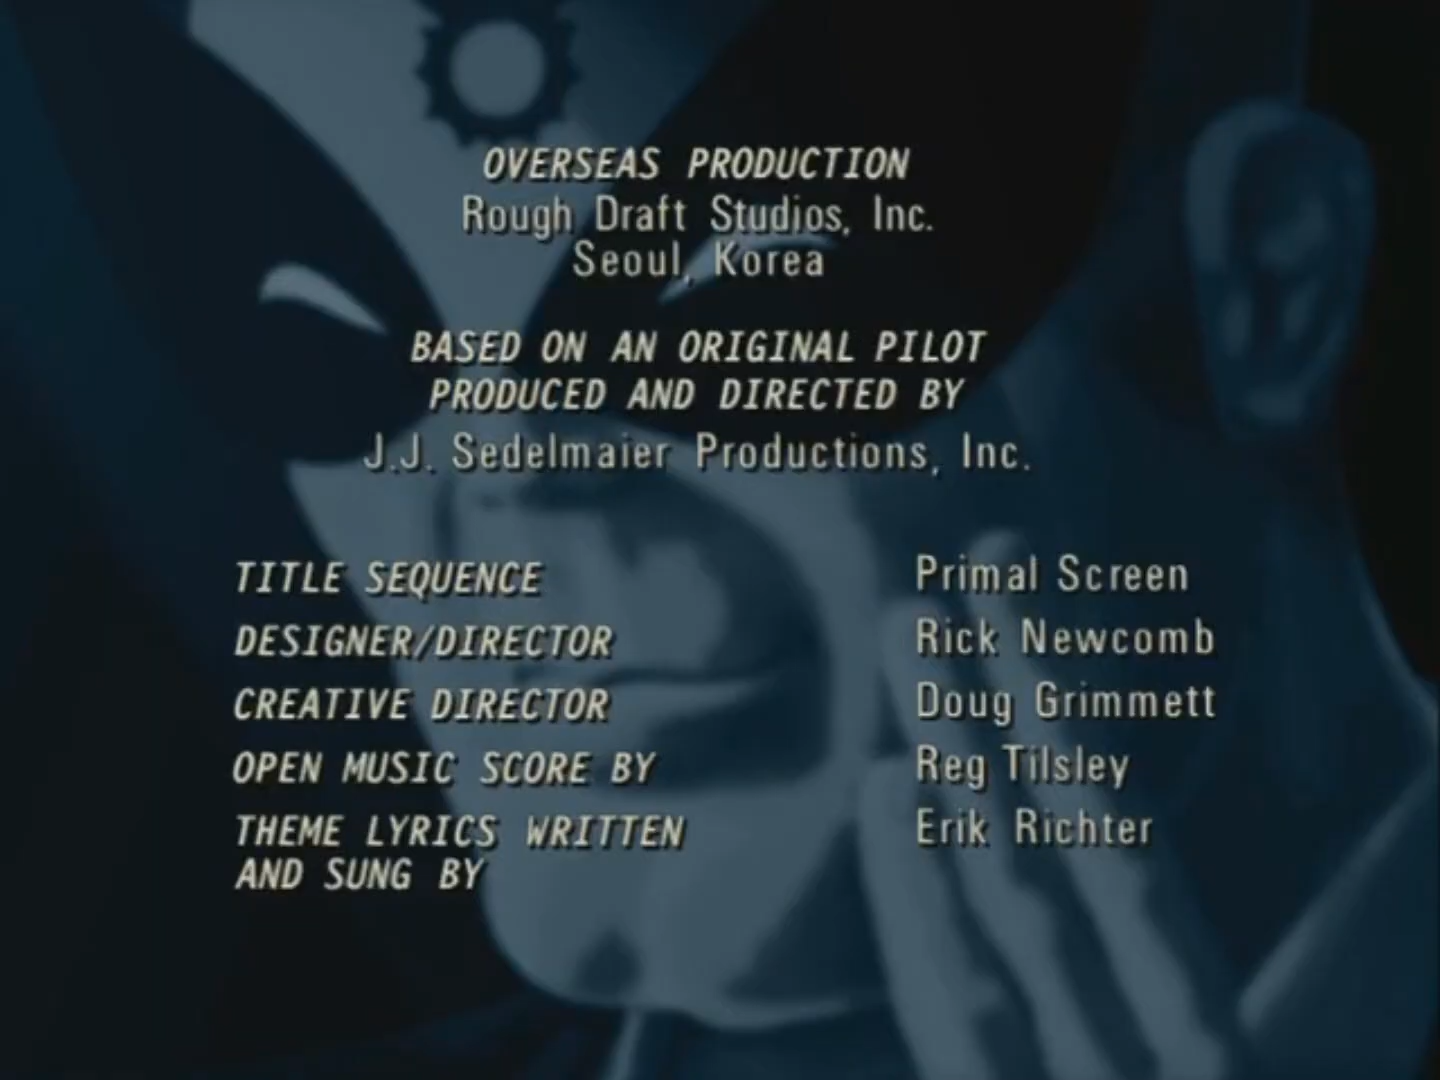 OVERSEAS PRODUCTION
Rough Draft Studios, Inc.
Seoul, Korea
BASED ON AN ORIGINAL PILOT
PRODUCED AND DIRECTED BY
J.J. Sedelmaier Productions, Inc.
TITLE SEQUENCE Primal Screen
DESIGNER/DIRECTOR Rick Newcomb
CREATIVE DIRECTOR Doug Grimmett
OPEN MUSIC SCORE BY Reg Tilsley
THEME LYRICS WRITTEN Erik Richter
AND SUNG BY